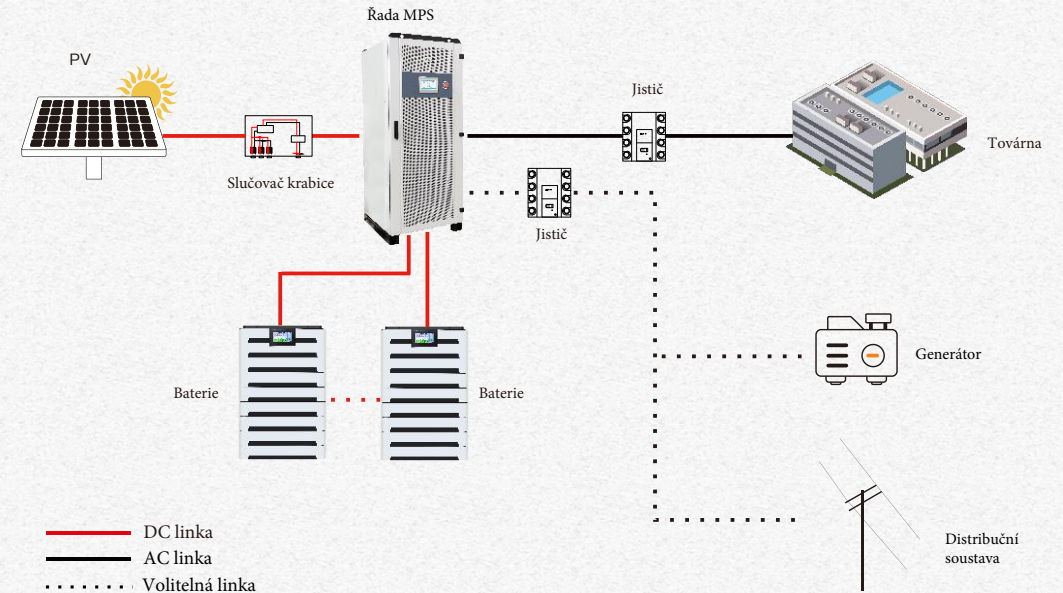 Řada MPS
PV
Jistič
Továrna
Slučovač krabice
Jistič
Generátor
Baterie
Baterie
Distribuční
soustava
DC linka
AC linka
Volitelná linka